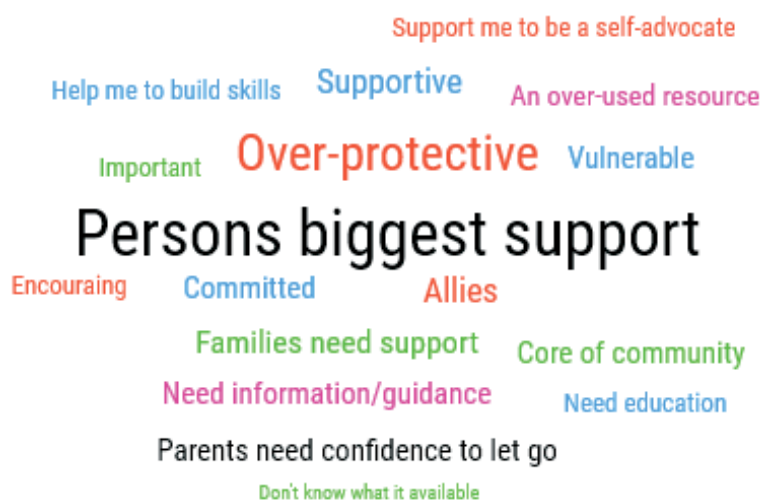 Support me to be a self-advocate
Help me to build skills
Supportive
An over-used resource
Important
Over-protective
Vulnerable
Persons biggest support
Encouraing
Committed
Allies
Families need support
Core of community
Need information/guidance
Need education
Parents need confidence to let go
Don't know what it available